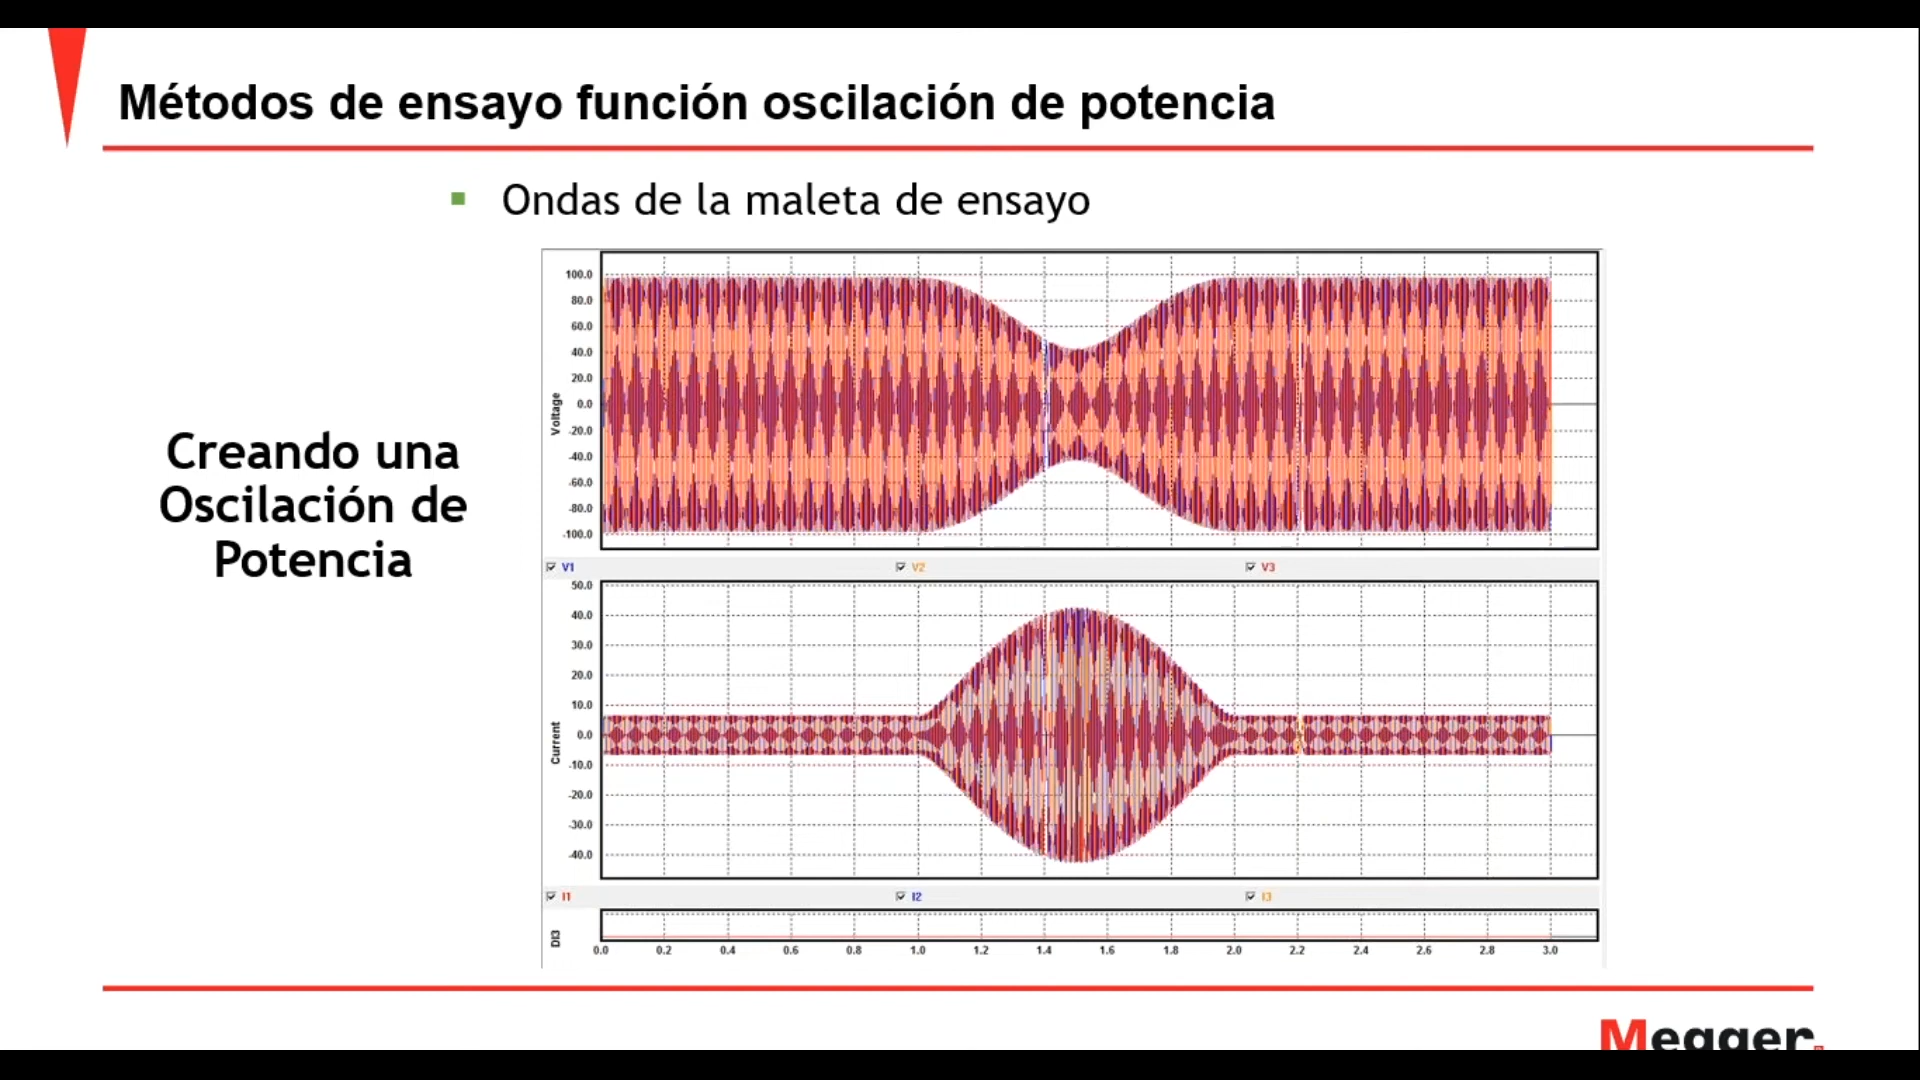 Métodos de ensayo función oscilación de potencia
▪ Ondas de la maleta de ensayo
Creando una
Oscilación de
Potencia
100.0
80.0
60.0
40.0
20.0
0.0
-20.0
-40.0
-60.0
-80.0
-100.0
Voltage
V1 V2 V3
50.0
40.0
30.0
20.0
10.0
0.0
-10.0
-20.0
-30.0
-40.0
Current
I1 I2 I3
DI3
0.0 0.2 0.4 0.6 0.8 1.0 1.2 1.4 1.6 1.8 2.0 2.2 2.4 2.6 2.8 3.0
Megger